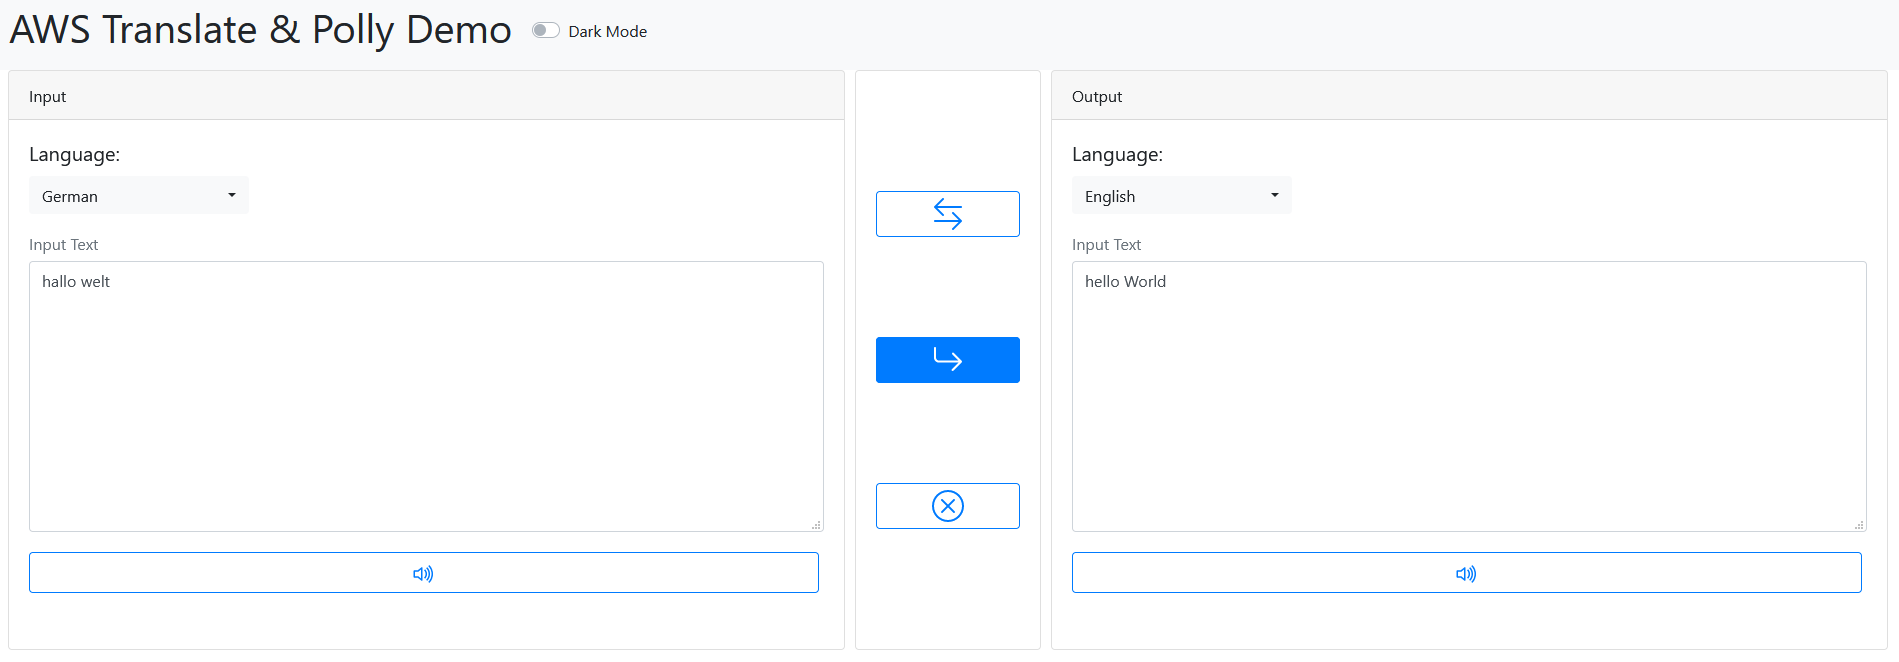 AWS Translate & Polly Demo
Dark Mode
Input
Language:
German
Input Text
hallo welt
Output
Language:
English
Input Text
hello World